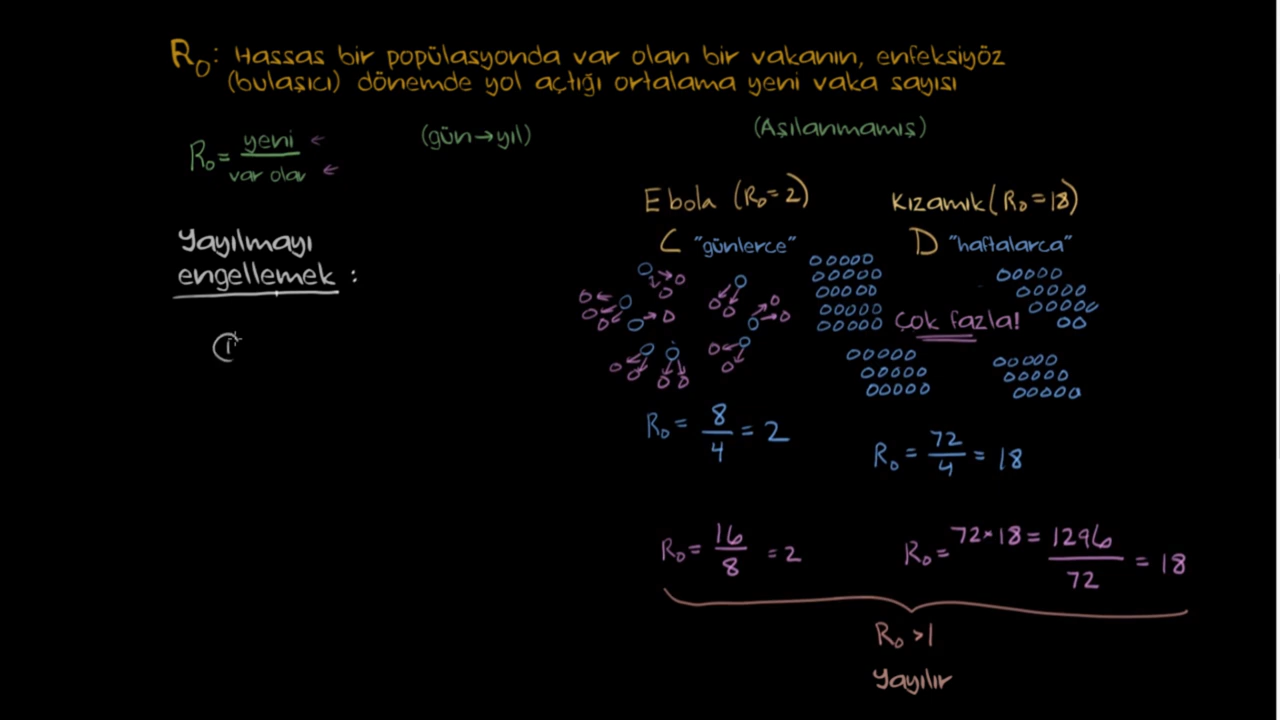 R₀: Hassas bir popülasyonda var olan bir vakanın, enfeksiyöz
(bulaşıcı) dönemde yol açtığı ortalama yeni vaka sayısı
(gün→yıl)
(Aşılanmamış)
R₀ = yeni ←
var olan ←
Ebola (R₀=2)
Kızamık (R₀=18)
Yayılmayı
engellemek :
C "günlerce"
D "haftalarca"
Çok fazla!
①
R₀ = 8/4 = 2
R₀ = 72/4 = 18
R₀ = 16/8 = 2
R₀ = 72×18 = 1296/72 = 18
R₀ >1
Yayılır